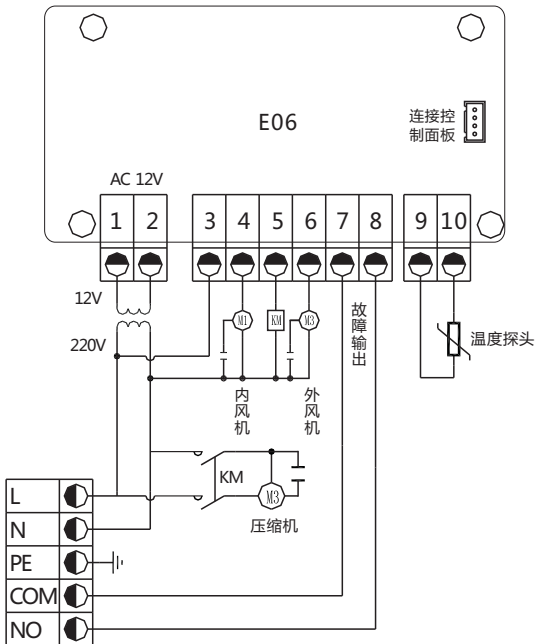 E06
连接控
制面板
AC 12V
1 2 3 4 5 6 7 8 9 10
12V
220V
M1
KM
M3
故障输出
温度探头
内风机
外风机
KM
M3
压缩机
L
N
PE
COM
NO